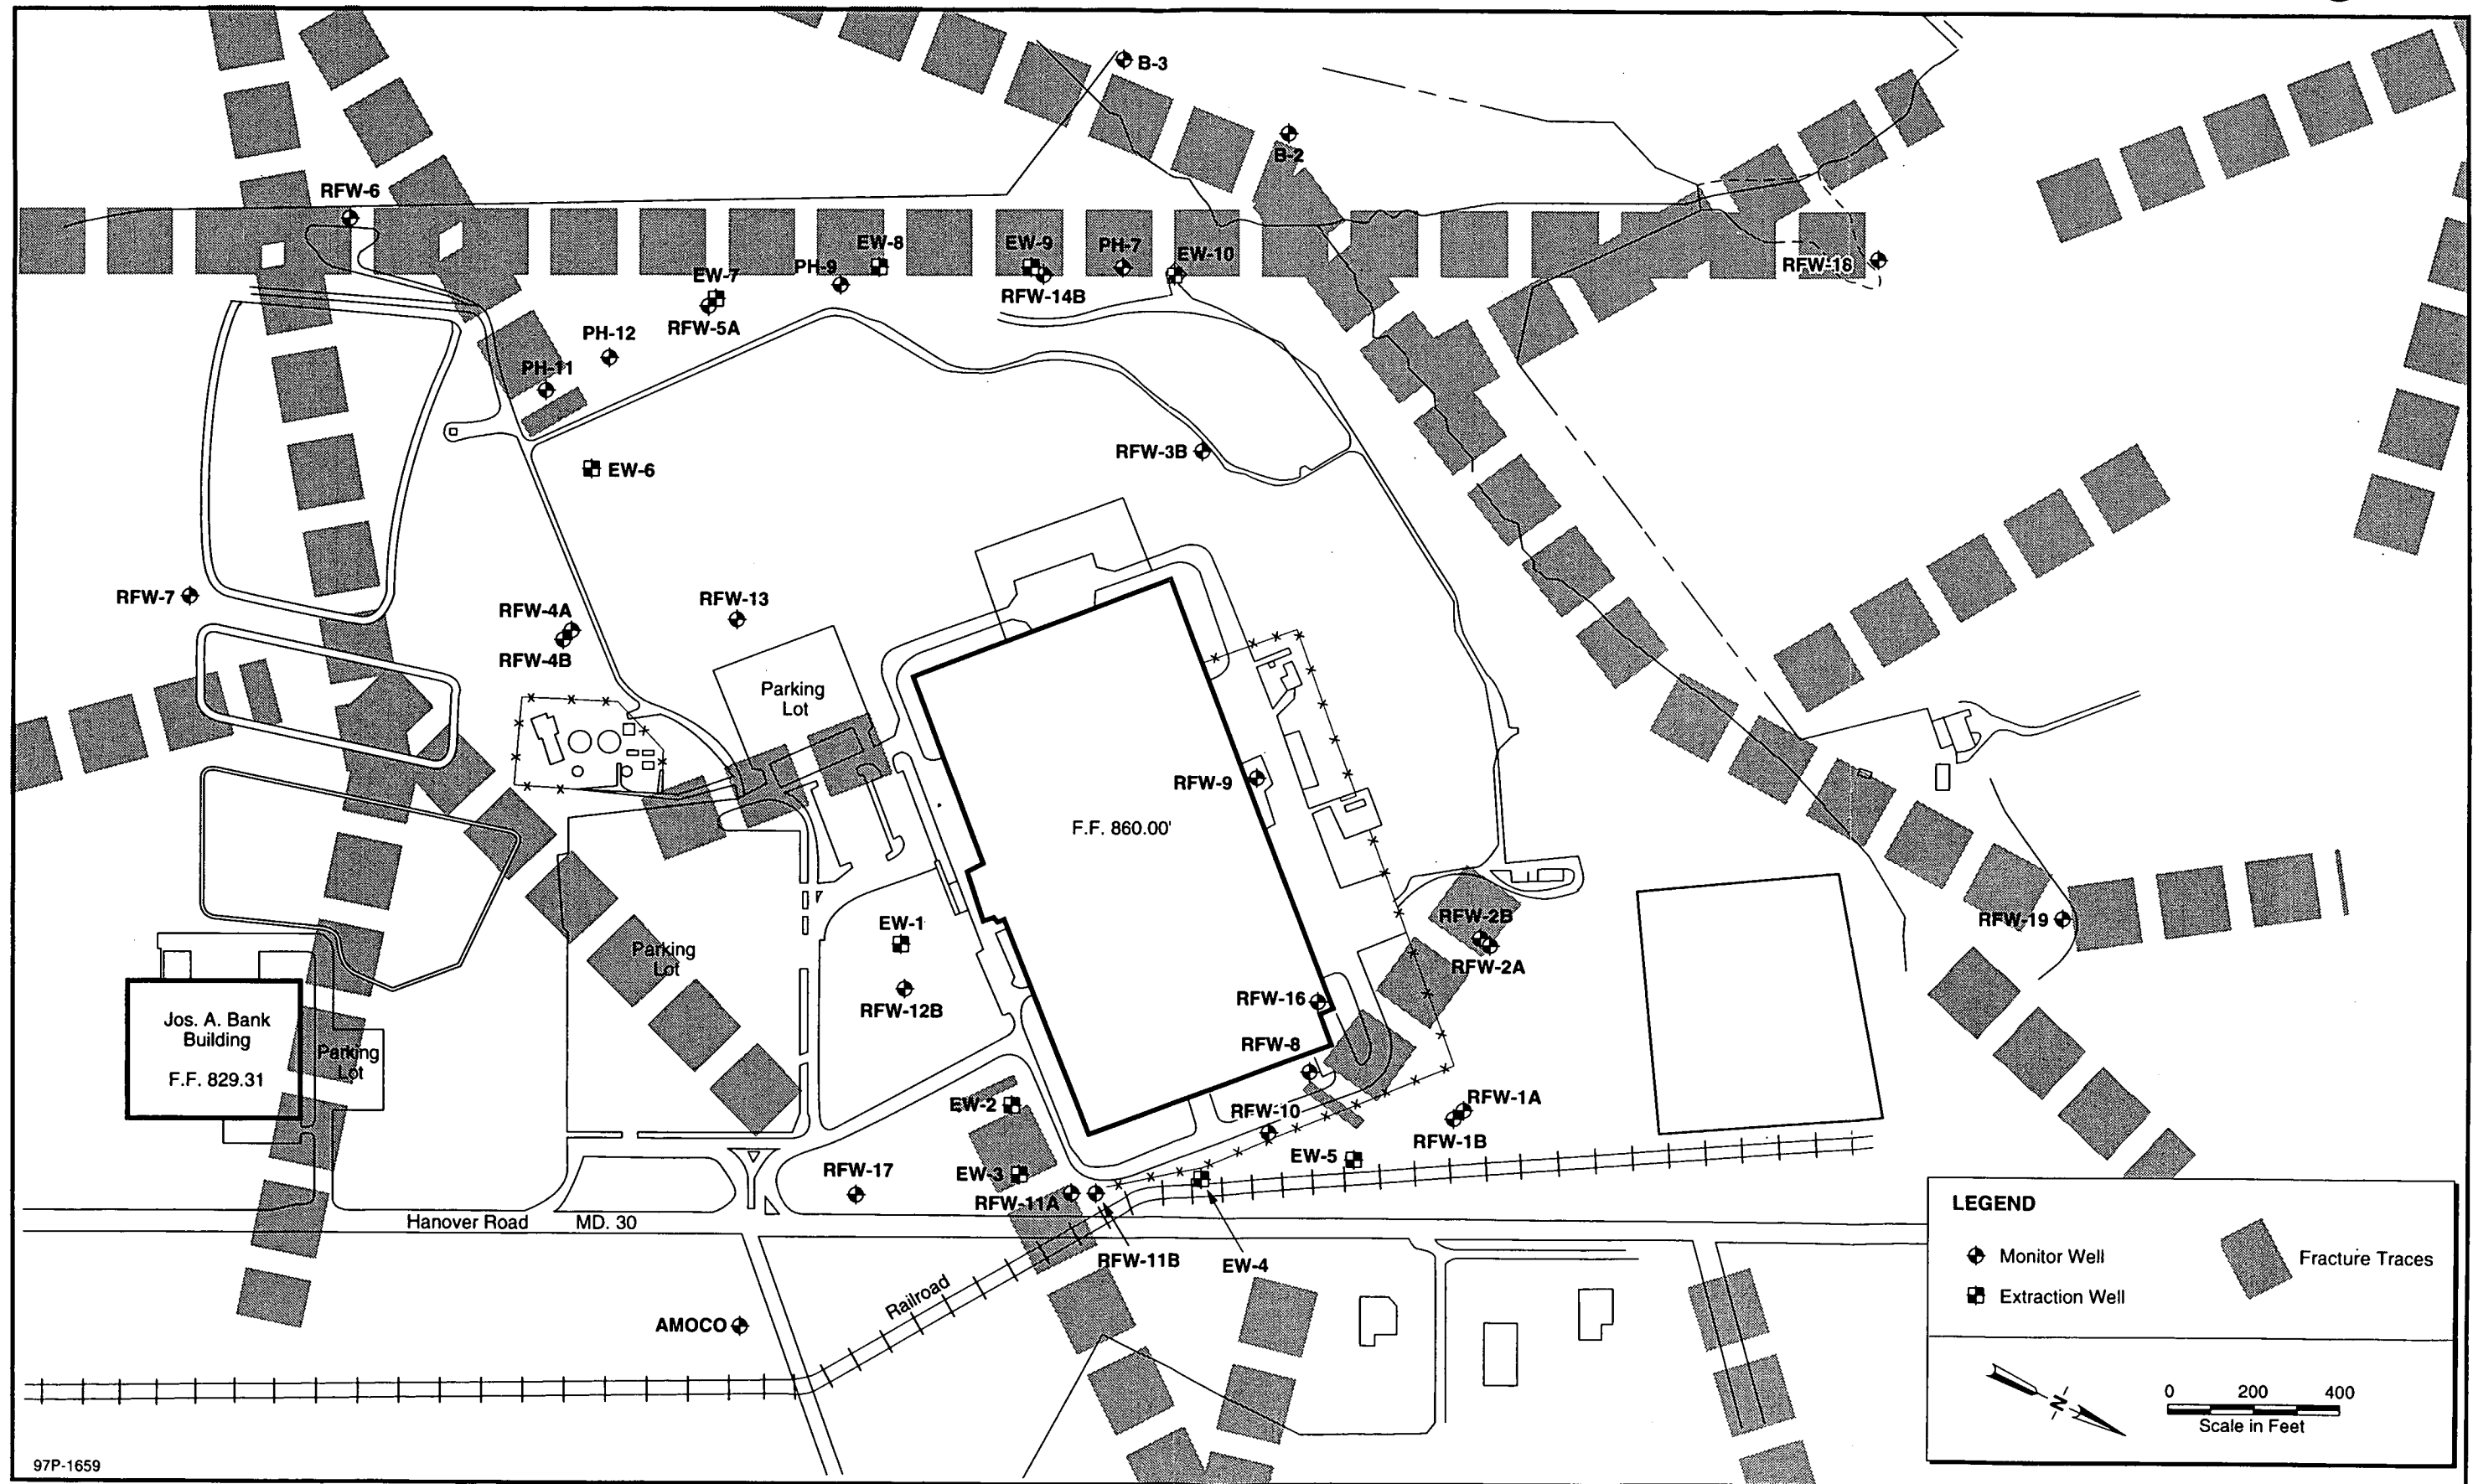 B-3
B-2
RFW-6
EW-8
EW-9
PH-7
EW-10
PH-9
EW-7
RFW-18
RFW-14B
RFW-5A
PH-12
PH-11
RFW-3B
EW-6
RFW-7
RFW-4A
RFW-13
RFW-4B
Parking
Lot
RFW-9
F.F. 860.00'
RFW-2B
RFW-19
EW-1
Parking
Lot
RFW-2A
RFW-16
RFW-12B
Jos. A. Bank
Building
F.F. 829.31
Parking
Lot
RFW-8
EW-2
RFW-10
RFW-1A
RFW-1B
EW-5
RFW-17
EW-3
RFW-11A
Hanover Road MD. 30
RFW-11B
EW-4
Railroad
AMOCO
LEGEND
Monitor Well
Fracture Traces
Extraction Well
N
0 200 400
Scale in Feet
97P-1659